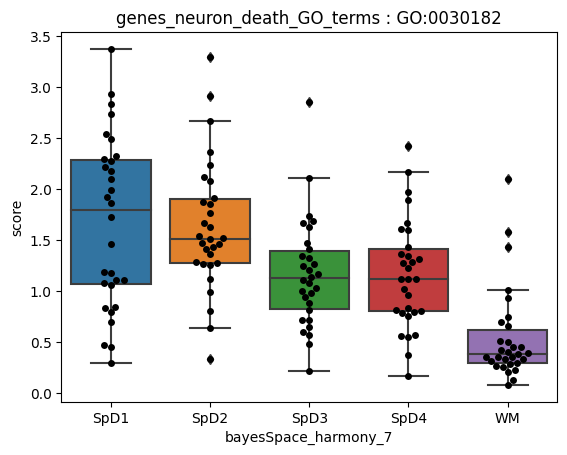 genes_neuron_death_GO_terms : GO:0030182
3.5
3.0
2.5
2.0
1.5
1.0
0.5
0.0
score
SpD1 SpD2 SpD3 SpD4 WM
bayesSpace_harmony_7